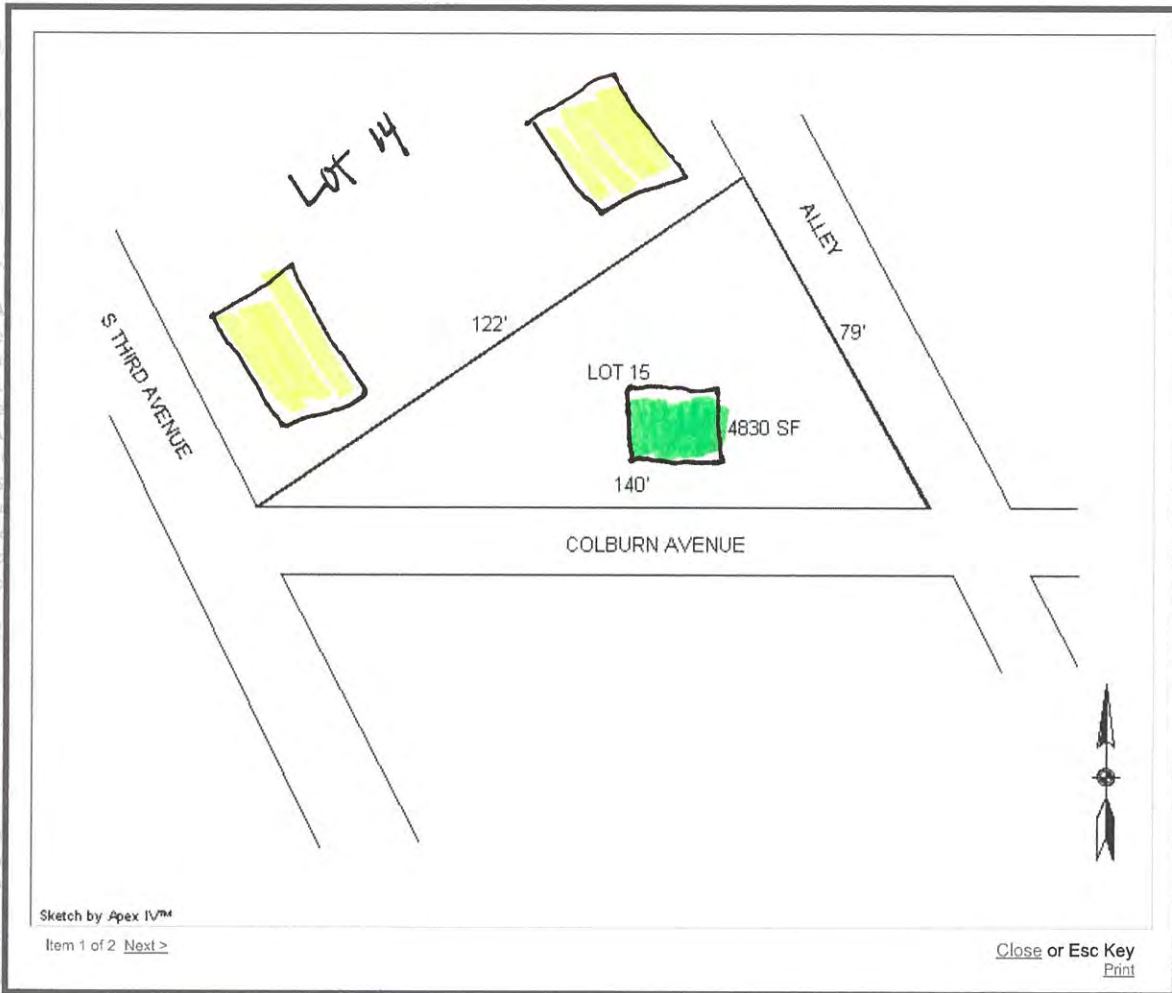 LOT 14
ALLEY
S THIRD AVENUE
122'
79'
LOT 15
4830 SF
140'
COLBURN AVENUE
Sketch by Apex IV™
Item 1 of 2 Next >
Close or Esc Key
Print